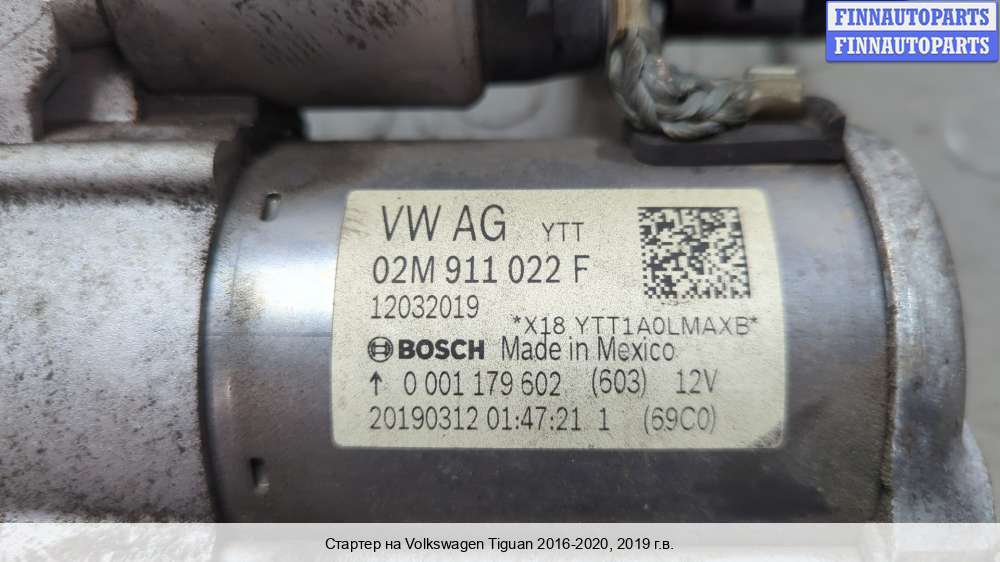 FINNAUTOPARTS
FINNAUTOPARTS
VW AG YTT
02M 911 022 F
12032019
*X18 YTT1A0LMAXB*
BOSCH Made in Mexico
↑ 0 001 179 602 (603) 12V
20190312 01:47:21 1 (69C0)
Стартер на Volkswagen Tiguan 2016-2020, 2019 г.в.